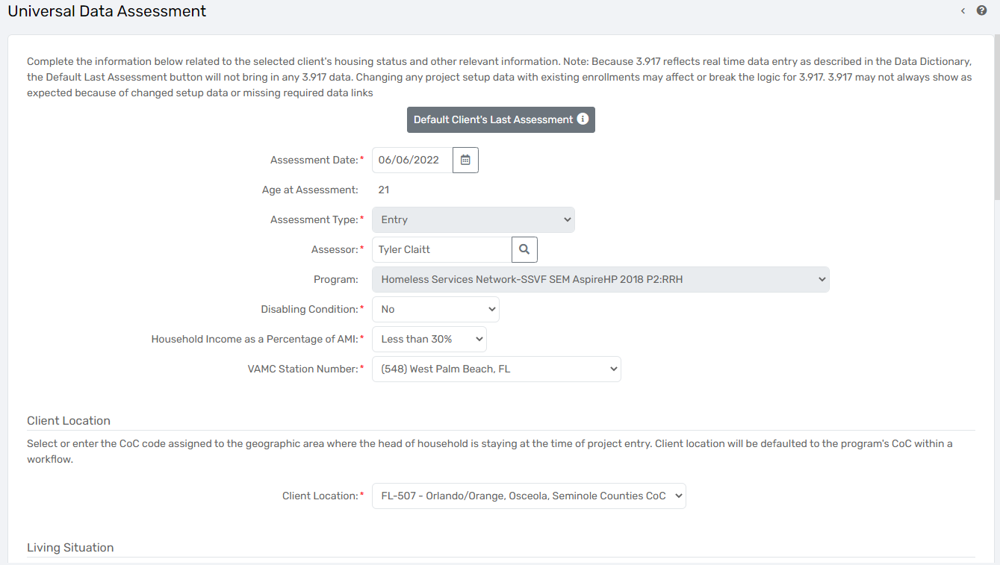 Universal Data Assessment
Complete the information below related to the selected client's housing status and other relevant information. Note: Because 3.917 reflects real time data entry as described in the Data Dictionary,
the Default Last Assessment button will not bring in any 3.917 data. Changing any project setup data with existing enrollments may affect or break the logic for 3.917. 3.917 may not always show as
expected because of changed setup data or missing required data links
Default Client's Last Assessment
Assessment Date:* 06/06/2022
Age at Assessment: 21
Assessment Type:* Entry
Assessor:* Tyler Claitt
Program: Homeless Services Network-SSVF SEM AspireHP 2018 P2:RRH
Disabling Condition:* No
Household Income as a Percentage of AMI:* Less than 30%
VAMC Station Number:* (548) West Palm Beach, FL
Client Location
Select or enter the CoC code assigned to the geographic area where the head of household is staying at the time of project entry. Client location will be defaulted to the program's CoC within a
workflow.
Client Location:* FL-507 - Orlando/Orange, Osceola, Seminole Counties CoC
Living Situation